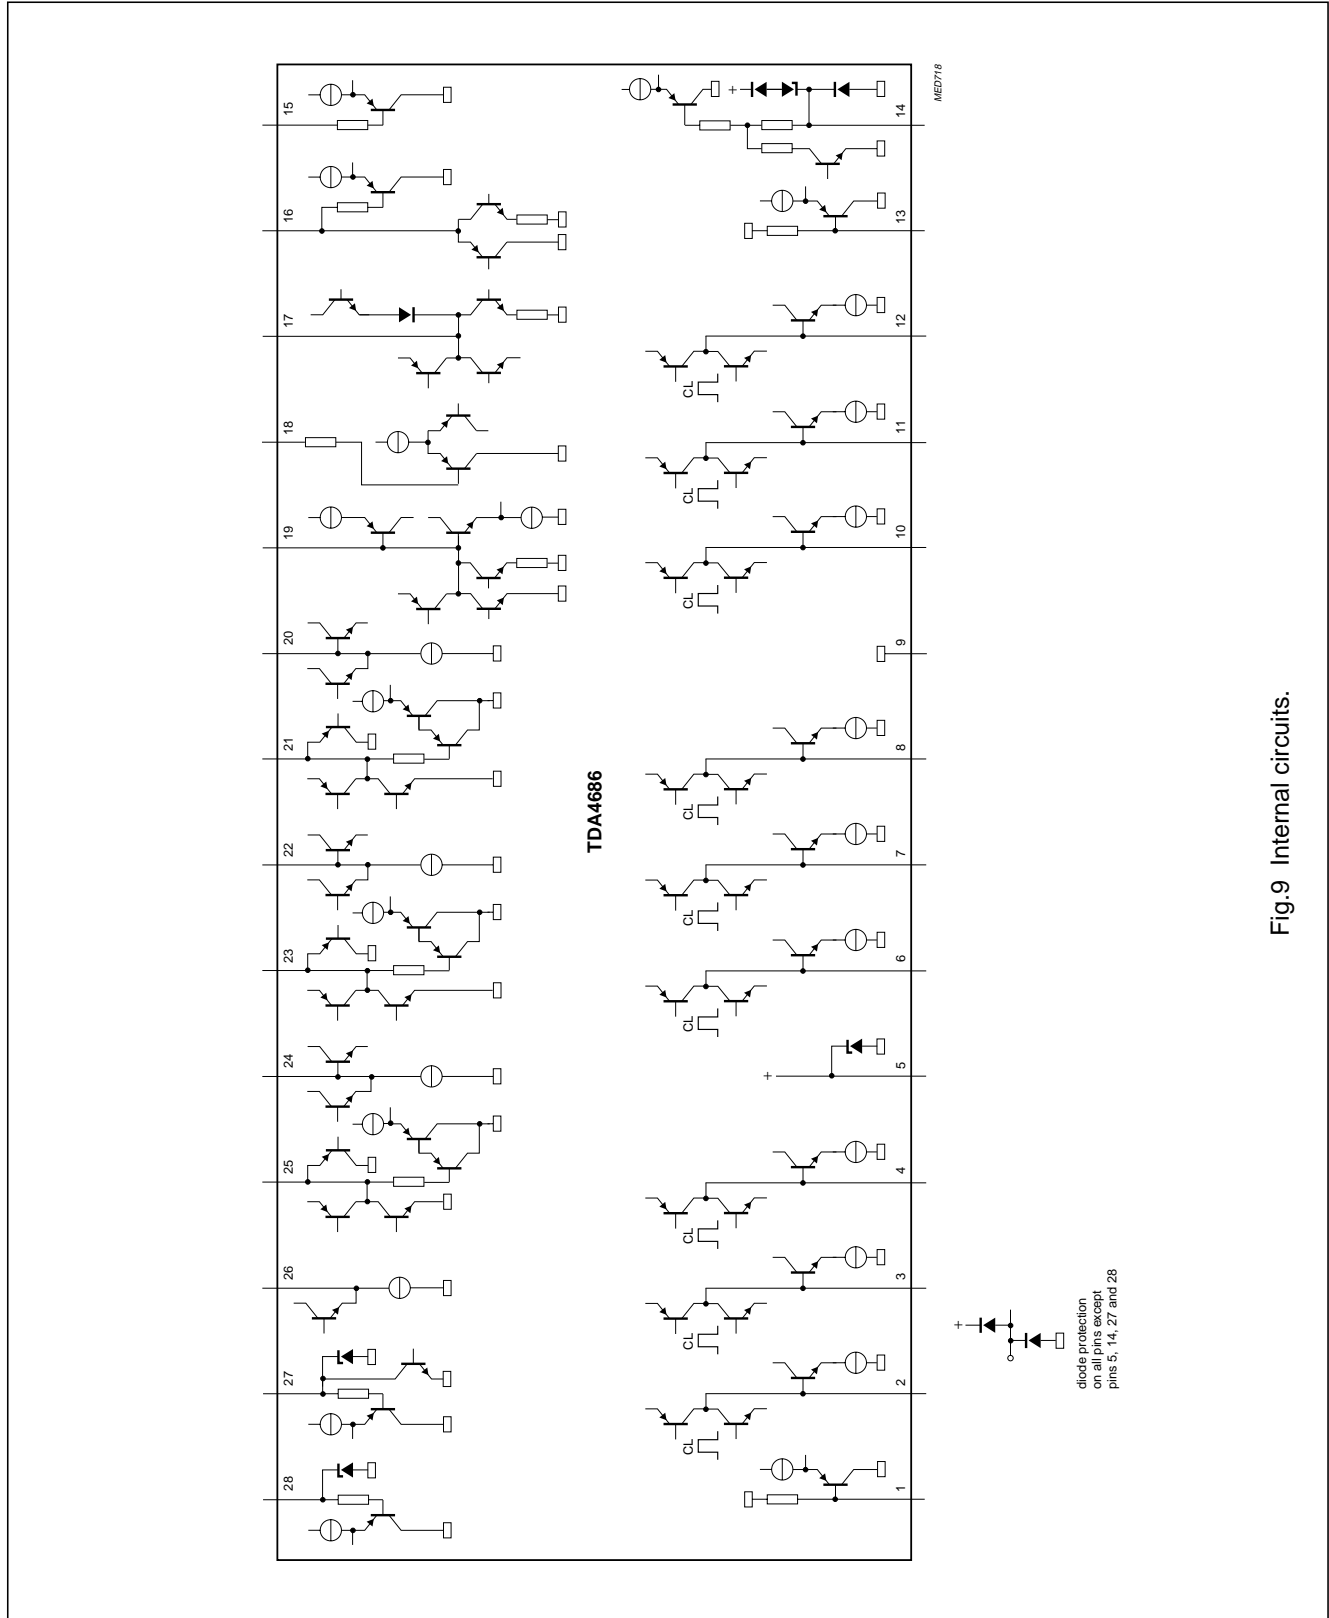 28
27
26
25
24
23
22
21
20
19
18
17
16
15
TDA4686
CL
CL
CL
CL
CL
CL
CL
CL
CL
+
+
1
2
3
4
5
6
7
8
9
10
11
12
13
14
MED718
+
diode protection
on all pins except
pins 5, 14, 27 and 28
Fig.9 Internal circuits.